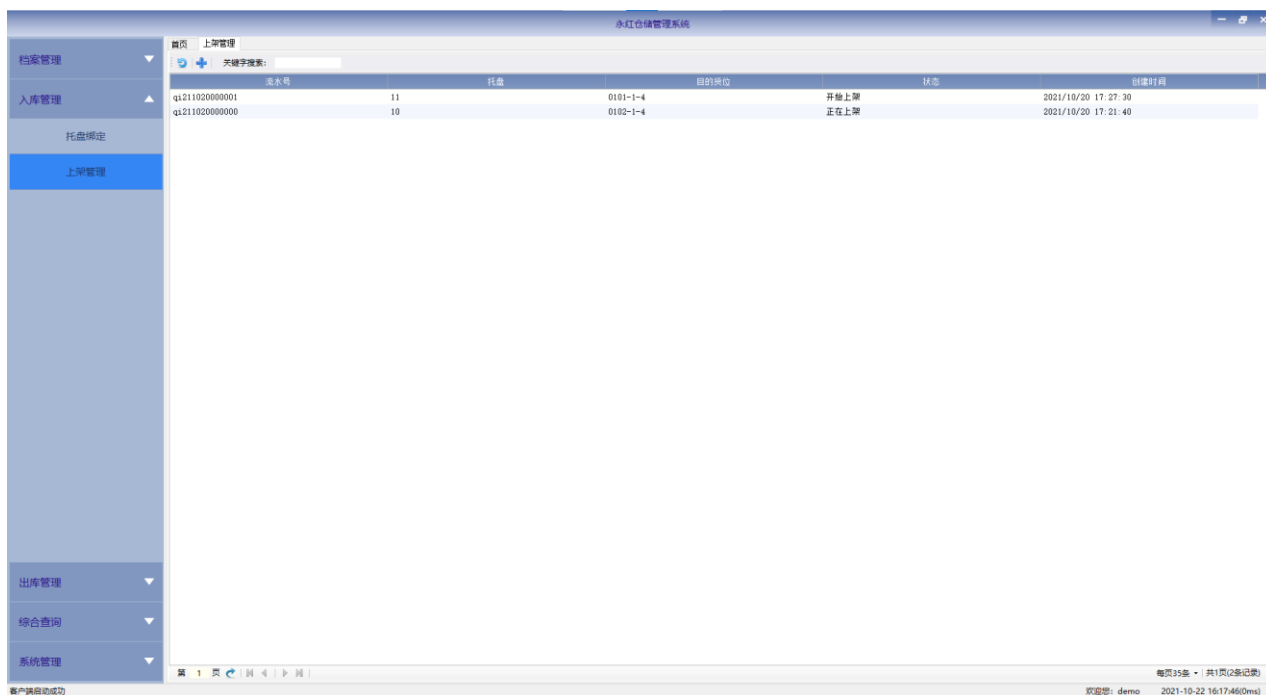 永红仓储管理系统
档案管理
入库管理
托盘绑定
上架管理
出库管理
综合查询
系统管理
首页 上架管理
关键字搜索:
流水号 托盘 目的货位 状态 创建时间
qi211020000001 11 0101-1-4 开始上架 2021/10/20 17:27:30
qi211020000000 10 0102-1-4 正在上架 2021/10/20 17:21:40
第 1 页 每页35条 共1页(2条记录)
客户端启动成功 欢迎您: demo 2021-10-22 16:17:46(0ms)